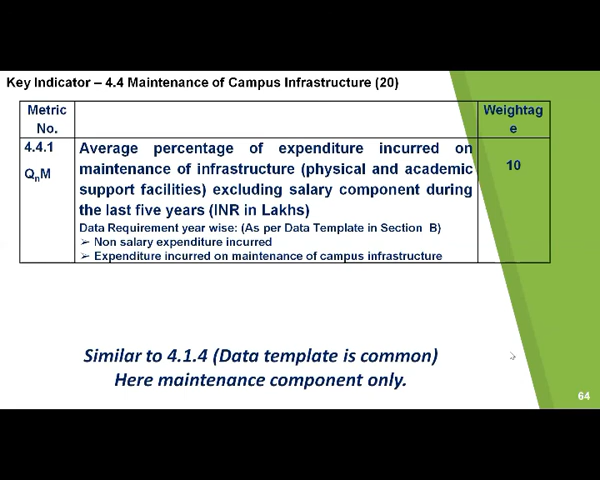 Key Indicator – 4.4 Maintenance of Campus Infrastructure (20)
Metric No.
Weightag e
4.4.1
QnM
Average percentage of expenditure incurred on
maintenance of infrastructure (physical and academic
support facilities) excluding salary component during
the last five years (INR in Lakhs)
10
Data Requirement year wise: (As per Data Template in Section B)
➢ Non salary expenditure incurred
➢ Expenditure incurred on maintenance of campus infrastructure
Similar to 4.1.4 (Data template is common)
Here maintenance component only.
64